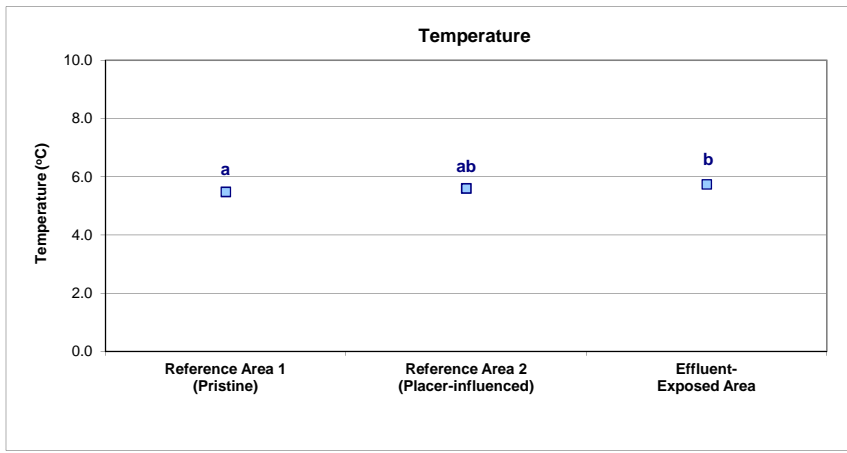 Temperature
10.0
8.0
6.0
4.0
2.0
0.0
Temperature (oC)
a
ab
b
Reference Area 1
(Pristine)
Reference Area 2
(Placer-influenced)
Effluent-
Exposed Area